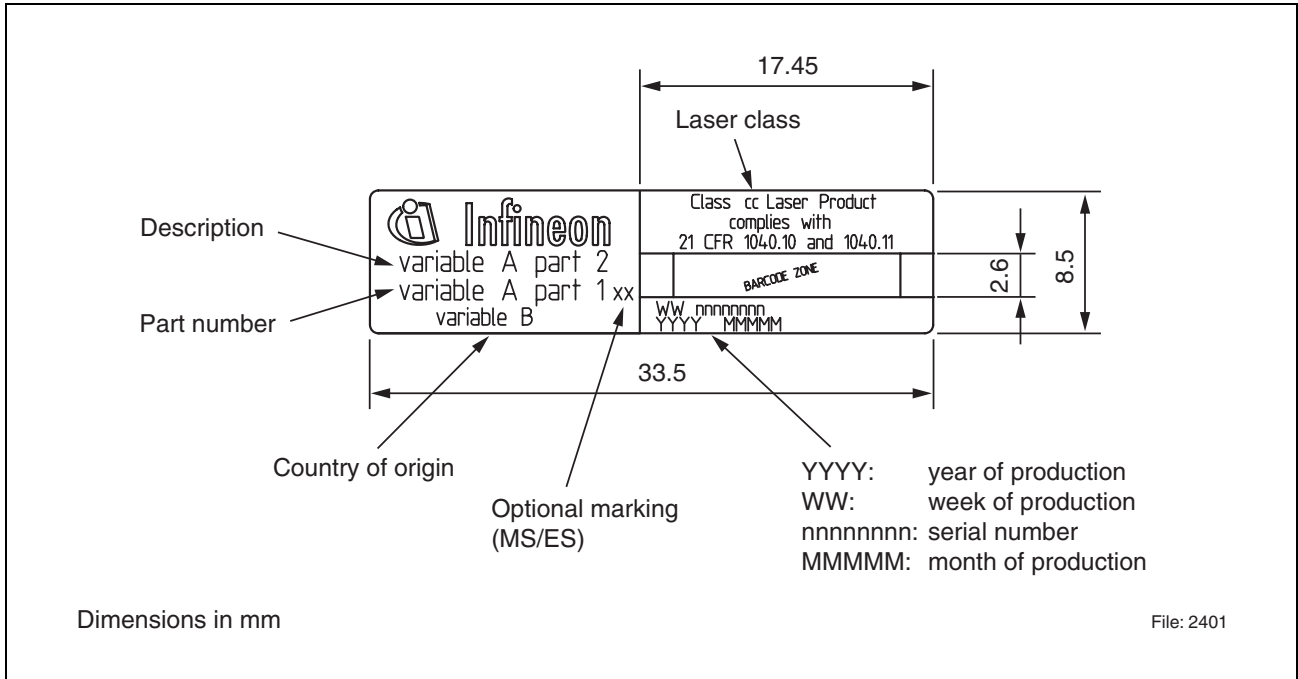 17.45
Laser class
Infineon
Class cc Laser Product
complies with
21 CFR 1040.10 and 1040.11
Description
variable A part 2
BARCODE ZONE
2.6
8.5
variable A part 1 xx
Part number
variable B
WW nnnnnnnn
YYYY MMMMM
33.5
Country of origin
Optional marking
(MS/ES)
YYYY: year of production
WW: week of production
nnnnnnnn: serial number
MMMMM: month of production
Dimensions in mm
File: 2401